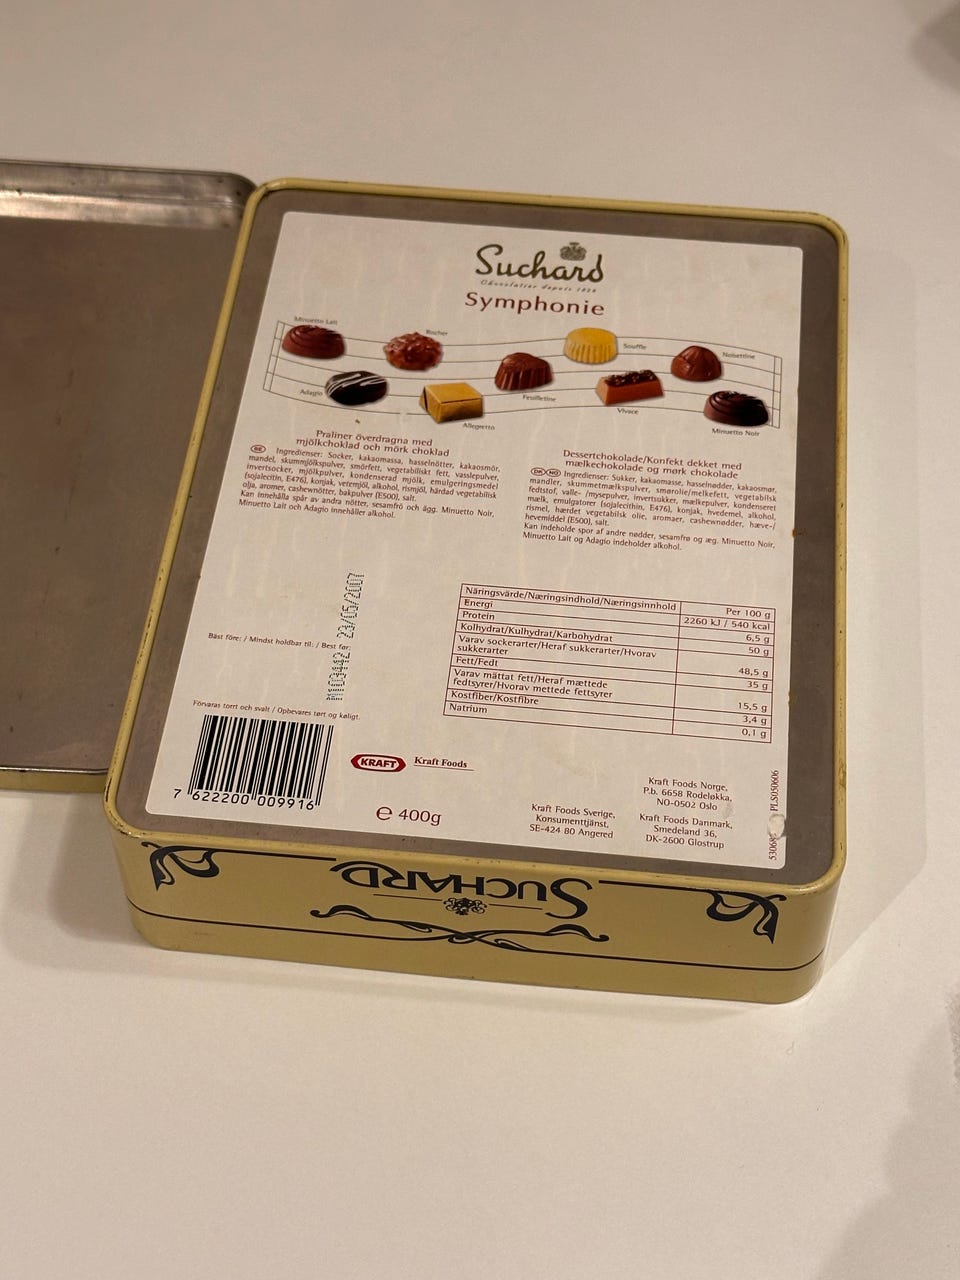 Suchard
Chocolatier depuis 1826
Symphonie
Minuetto Lait
Rocher
Souffle
Noisettine
Adagio
Allegretto
Feuilletine
Vivace
Minuetto Noir
Praliner överdragna med
mjölkchoklad och mörk choklad
SE Ingredienser: Socker, kakaomassa, hasselnötter, kakaosmör,
mandel, skummjölkspulver, smörfett, vegetabiliskt fett, vasslepulver,
invertsocker, mjölkpulver, kondenserad mjölk, emulgeringsmedel
(sojalecithin, E476), konjak, vetemjöl, alkohol, rismjöl, härdad vegetabilisk
olja, aromer, cashewnötter, bakpulver (E500), salt.
Kan innehålla spår av andra nötter, sesamfrö och ägg. Minuetto Noir,
Minuetto Lait och Adagio innehåller alkohol.
Dessertchokolade/Konfekt dekket med
mælkechokolade og mørk chokolade
DK NO Ingredienser: Sukker, kakaomasse, hasselnødder, kakaosmør,
mandler, skummetmælkspulver, smørolie/melkefett, vegetabilsk
fedtstof, valle- /mysepulver, invertsukker, mælkepulver, kondenseret
mælk, emulgatorer (sojalecithin, E476), konjak, hvedemel, alkohol,
rismel, hærdet vegetabilsk olie, aromaer, cashewnødder, hæve-/
hevemiddel (E500), salt.
Kan indeholde spor af andre nødder, sesamfrø og æg. Minuetto Noir,
Minuetto Lait og Adagio indeholder alkohol.
Näringsvärde/Næringsindhold/Næringsinnhold Per 100 g
Energi 2260 kJ / 540 kcal
Protein 6,5 g
Kolhydrat/Kulhydrat/Karbohydrat 50 g
Varav sockerarter/Heraf sukkerarter/Hvorav
sukkerarter 48,5 g
Fett/Fedt 35 g
Varav mättat fett/Heraf mættede
fedtsyrer/Hvorav mettede fettsyrer 15,5 g
Kostfiber/Kostfibre 3,4 g
Natrium 0,1 g
23/05/2007
Bäst före: / Mindst holdbar til: / Best før:
Förvaras torrt och svalt / Opbevares tørt og køligt.
7 622200 009916
KRAFT Kraft Foods
e 400g
Kraft Foods Sverige,
Konsumenttjänst,
SE-424 80 Angered
Kraft Foods Norge,
P.b. 6658 Rodeløkka,
NO-0502 Oslo
Kraft Foods Danmark,
Smedeland 36,
DK-2600 Glostrup
PLS050606
SUCHARD